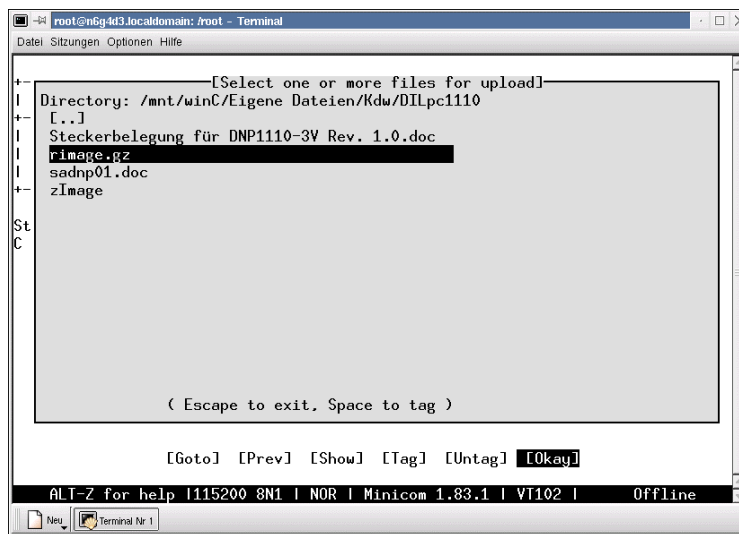 root@n6g4d3.localdomain: /root - Terminal
Datei Sitzungen Optionen Hilfe
[Select one or more files for upload]
Directory: /mnt/winC/Eigene Dateien/Kdw/DILpc1110
[..]
Steckerbelegung für DNP1110-3V Rev. 1.0.doc
rimage.gz
sadnp01.doc
zImage
St
C
( Escape to exit, Space to tag )
[Goto] [Prev] [Show] [Tag] [Untag] [Okay]
ALT-Z for help |115200 8N1 | NOR | Minicom 1.83.1 | VT102 | Offline
Neu Terminal Nr 1